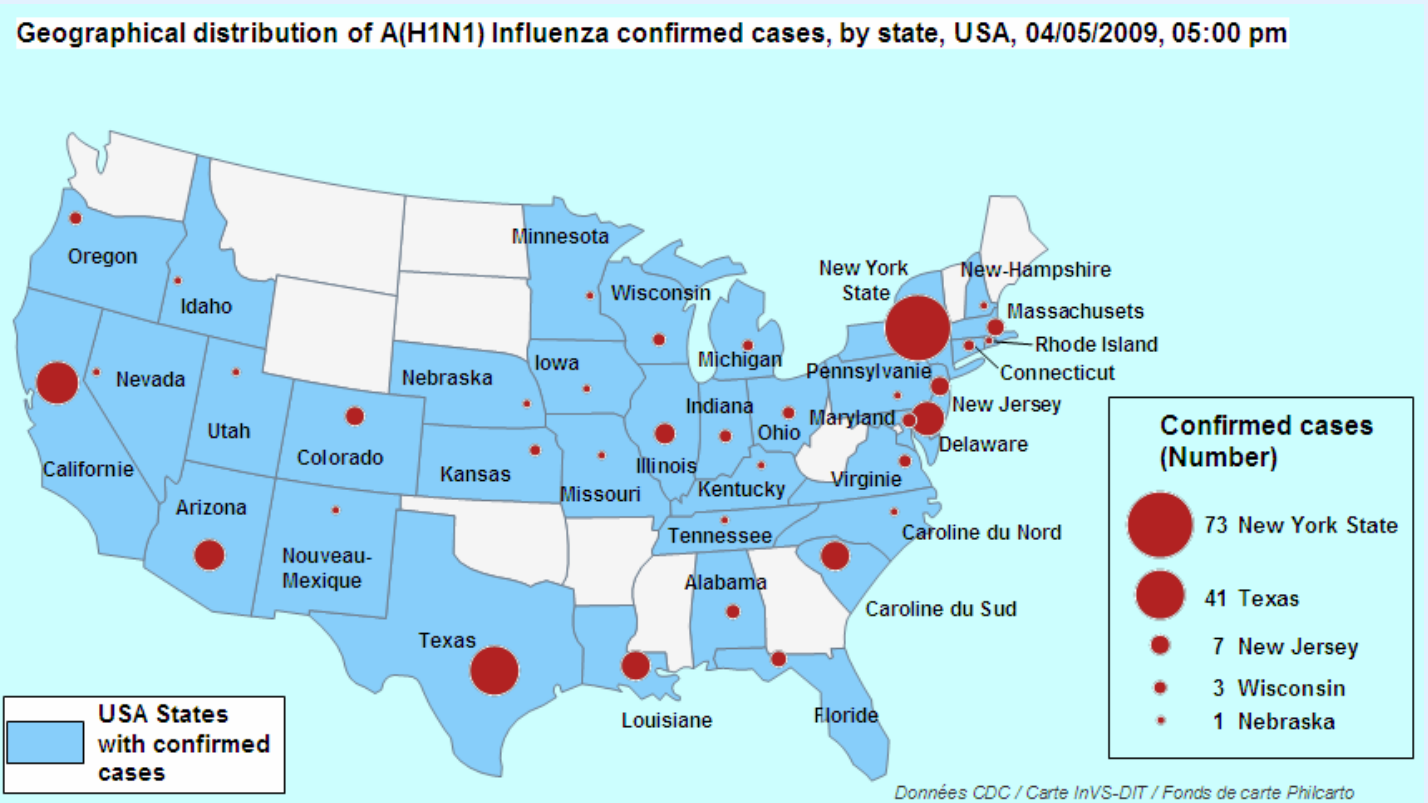 Geographical distribution of A(H1N1) Influenza confirmed cases, by state, USA, 04/05/2009, 05:00 pm
Minnesota
Oregon
New York
State
New-Hampshire
Idaho
Wisconsin
Massachusets
Rhode Island
Michigan
Iowa
Nevada
Nebraska
Pennsylvanie
Connecticut
Indiana
Maryland
New Jersey
Utah
Ohio
Delaware
Colorado
Illinois
Californie
Kansas
Missouri
Kentucky
Virginie
Arizona
Tennessee
Caroline du Nord
Nouveau-
Mexique
Alabama
Caroline du Sud
Texas
Louisiane
Floride
Confirmed cases
(Number)
73 New York State
41 Texas
7 New Jersey
3 Wisconsin
1 Nebraska
USA States
with confirmed
cases
Données CDC / Carte InVS-DIT / Fonds de carte Philcarto